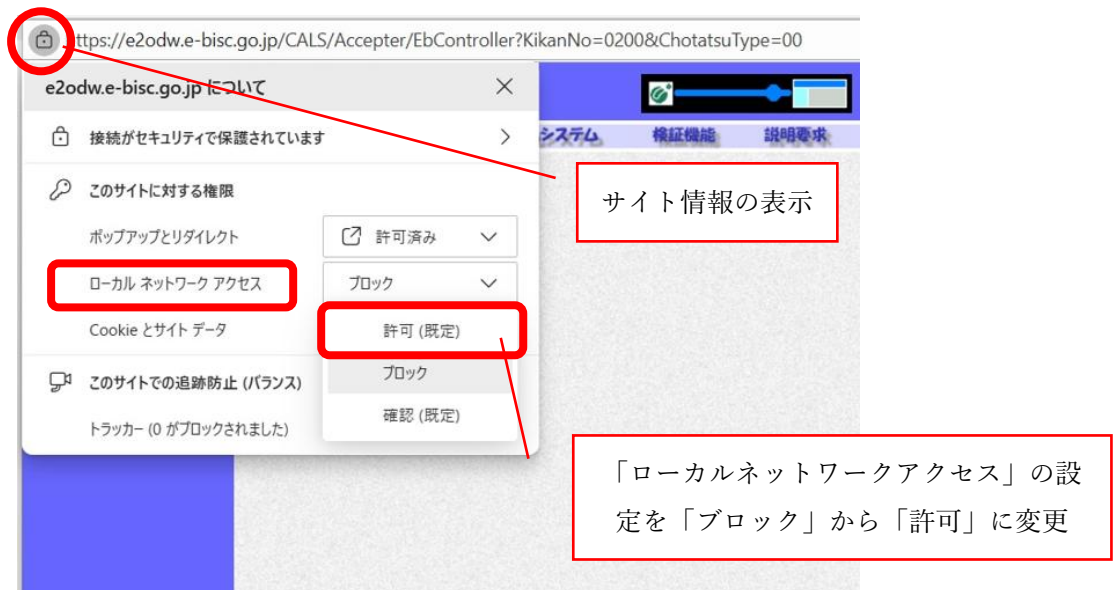 ttps://e2odw.e-bisc.go.jp/CALS/Accepter/EbController?KikanNo=0200&ChotatsuType=00
e2odw.e-bisc.go.jp について
接続がセキュリティで保護されています
システム 検証機能 説明要求
このサイトに対する権限
サイト情報の表示
ポップアップとリダイレクト 許可済み
ローカル ネットワーク アクセス ブロック
Cookie とサイト データ 許可 (既定)
ブロック
このサイトでの追跡防止 (バランス)
確認 (既定)
トラッカー (0 がブロックされました)
「ローカルネットワークアクセス」の設
定を「ブロック」から「許可」に変更